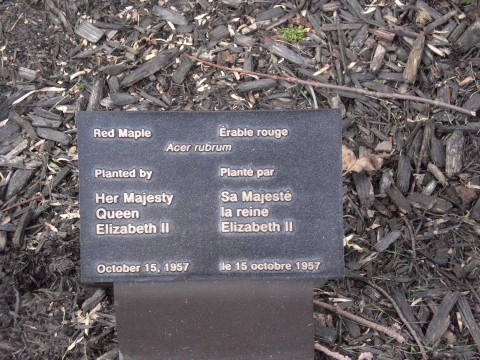 Red Maple Érable rouge
Acer rubrum
Planted by Planté par
Her Majesty Sa Majesté
Queen la reine
Elizabeth II Elizabeth II
October 15, 1957 le 15 octobre 1957